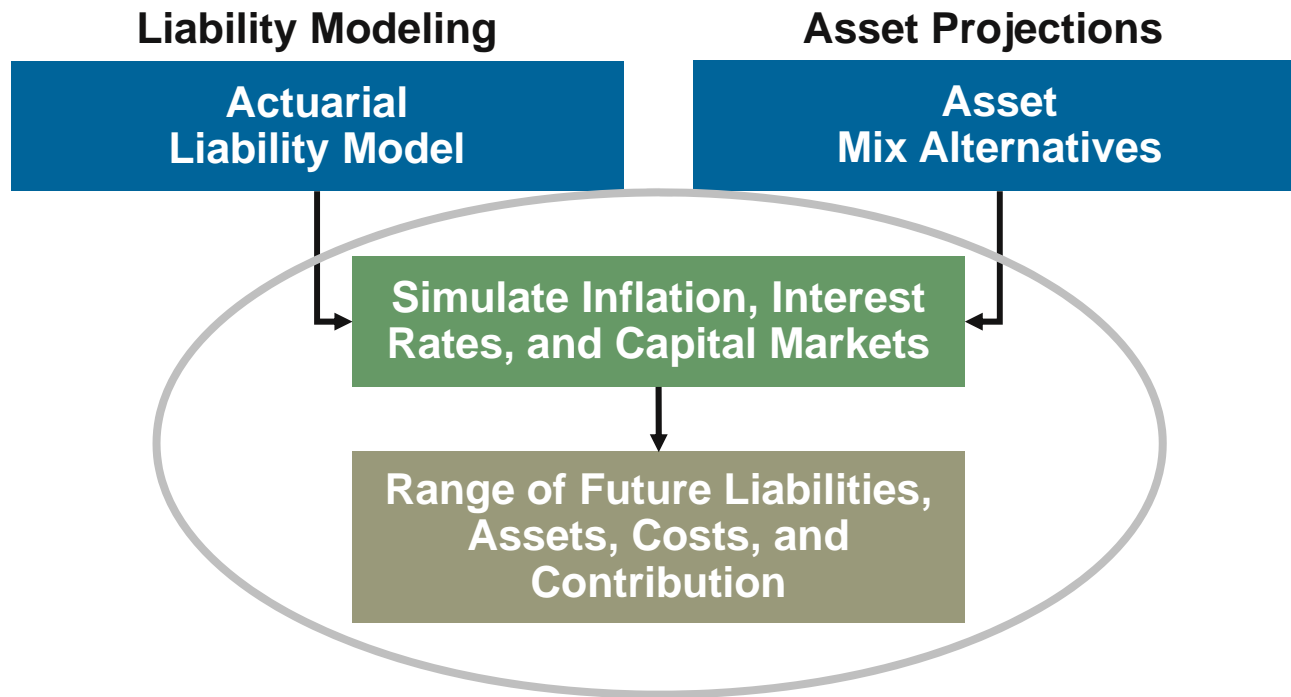 Liability Modeling
Asset Projections
Actuarial
Liability Model
Asset
Mix Alternatives
Simulate Inflation, Interest
Rates, and Capital Markets
Range of Future Liabilities,
Assets, Costs, and
Contribution